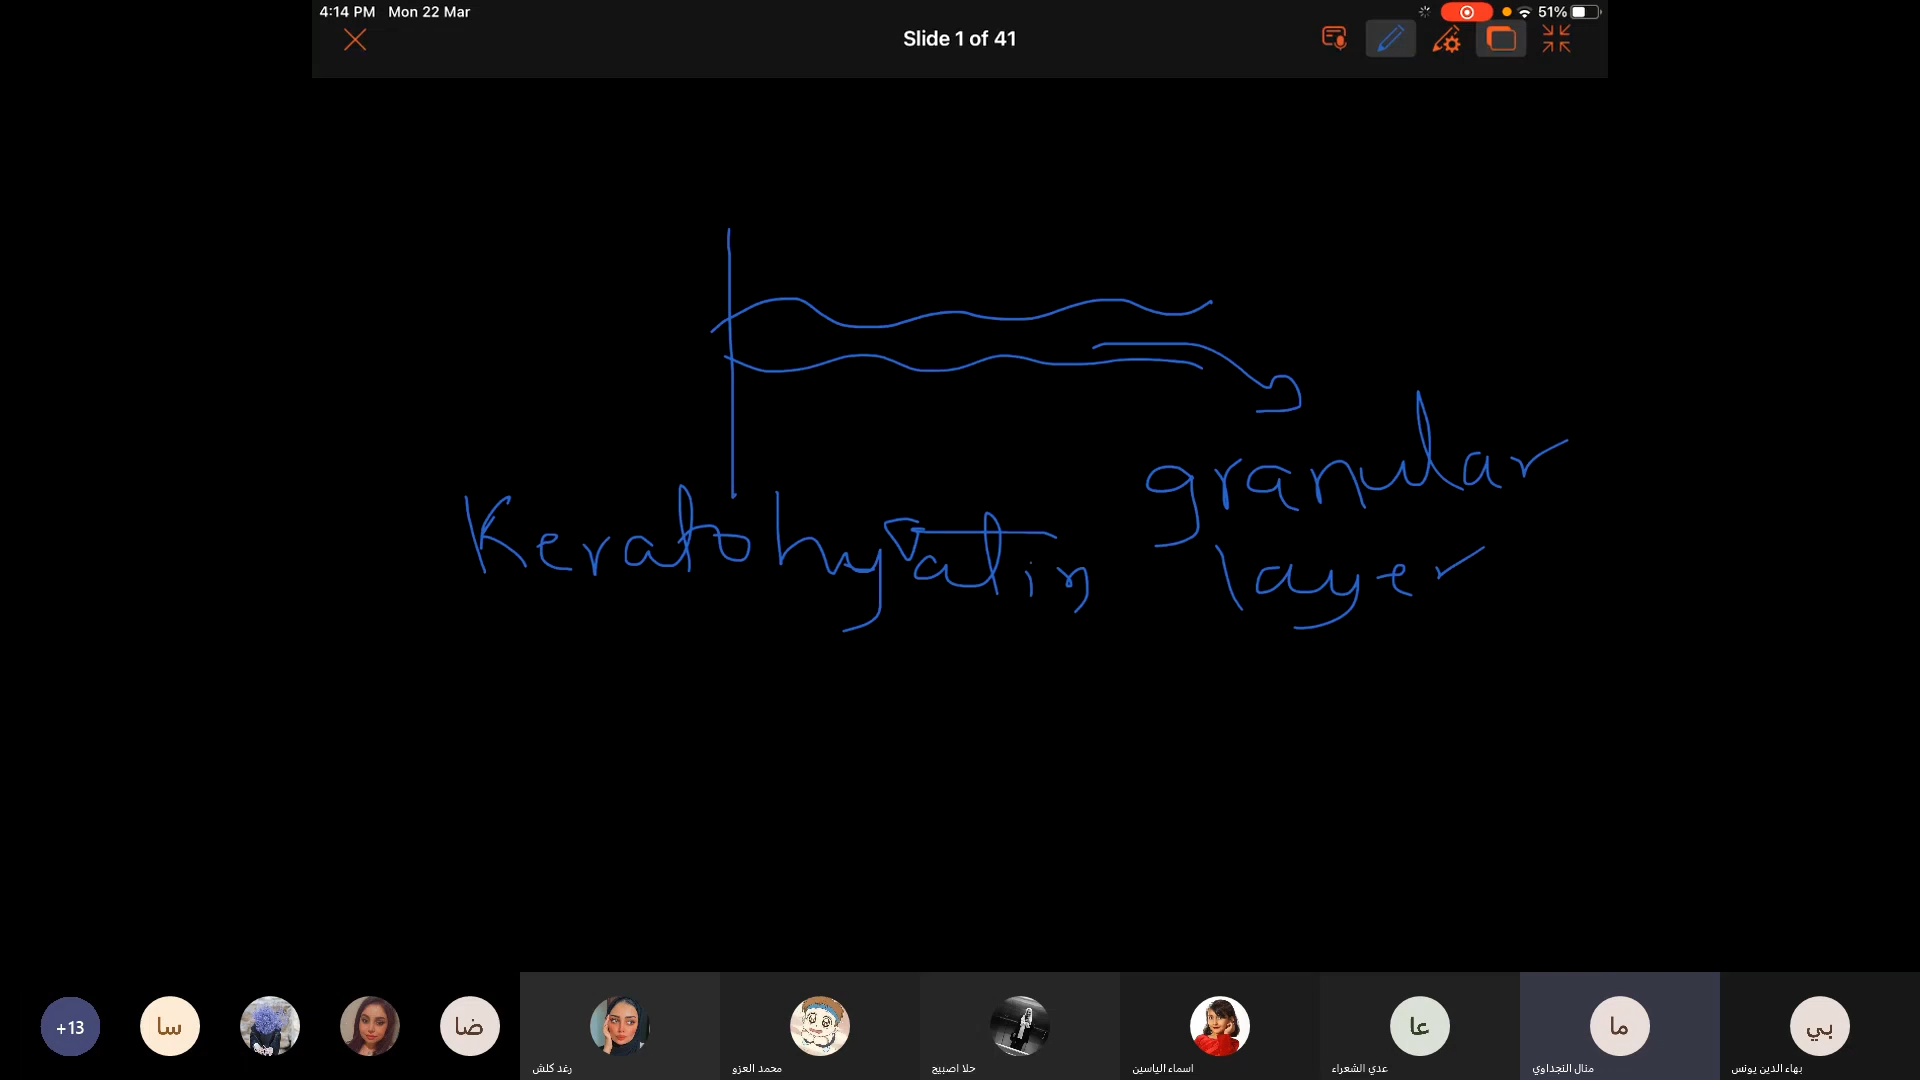 4:14 PM Mon 22 Mar
51%
Slide 1 of 41
granular
Keratohyalin
layer
+13
سا
ضا
عا
ما
بي
رغد كلش
محمد العزو
حلا اصبيح
اسماء الياسين
عدي الشعراء
منال النجداوي
بهاء الدين يونس